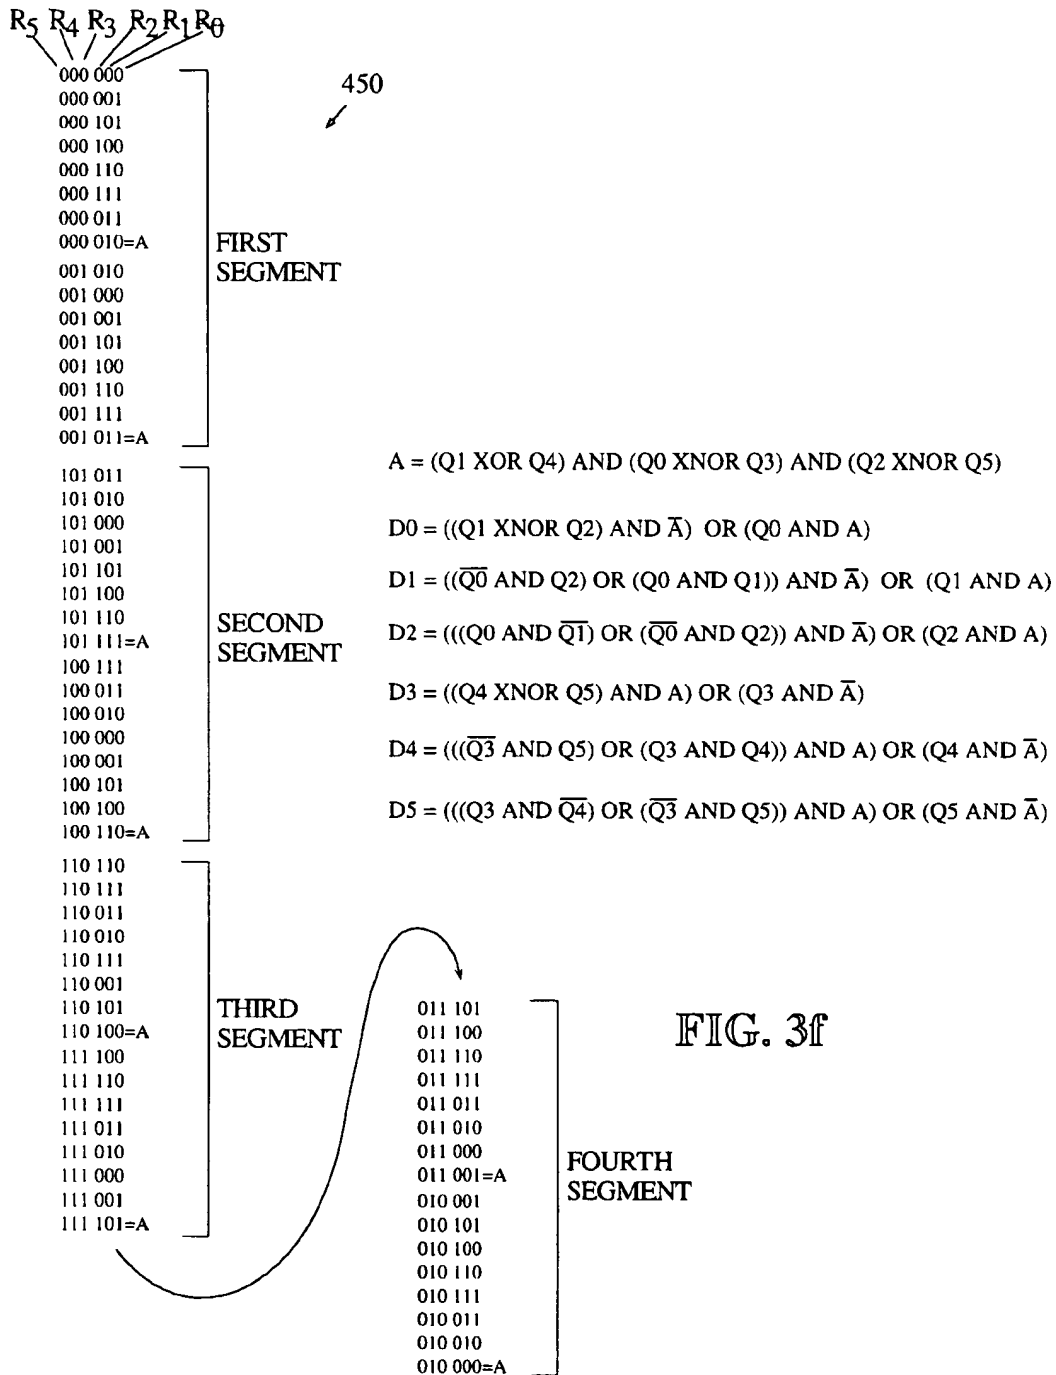 R5 R4 R3 R2 R1 R0
450
000 000
000 001
000 101
000 100
000 110
000 111
000 011
000 010=A
001 010
001 000
001 001
001 101
001 100
001 110
001 111
001 011=A
FIRST
SEGMENT
101 011
101 010
101 000
101 001
101 101
101 100
101 110
101 111=A
100 111
100 011
100 010
100 000
100 001
100 101
100 100
100 110=A
SECOND
SEGMENT
A = (Q1 XOR Q4) AND (Q0 XNOR Q3) AND (Q2 XNOR Q5)
D0 = ((Q1 XNOR Q2) AND A̅) OR (Q0 AND A)
D1 = ((Q̅0̅ AND Q2) OR (Q0 AND Q1)) AND A̅) OR (Q1 AND A)
D2 = (((Q0 AND Q̅1̅) OR (Q̅0̅ AND Q2)) AND A̅) OR (Q2 AND A)
D3 = ((Q4 XNOR Q5) AND A) OR (Q3 AND A̅)
D4 = (((Q̅3̅ AND Q5) OR (Q3 AND Q4)) AND A) OR (Q4 AND A̅)
D5 = (((Q3 AND Q̅4̅) OR (Q̅3̅ AND Q5)) AND A) OR (Q5 AND A̅)
110 110
110 111
110 011
110 010
110 111
110 001
110 101
110 100=A
111 100
111 110
111 111
111 011
111 010
111 000
111 001
111 101=A
THIRD
SEGMENT
011 101
011 100
011 110
011 111
011 011
011 010
011 000
011 001=A
010 001
010 101
010 100
010 110
010 111
010 011
010 010
010 000=A
FOURTH
SEGMENT
FIG. 3f